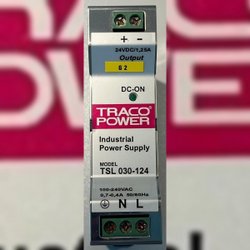 + −
24VDC/1,25A
Output
82
DC-ON
TRACO
POWER
Industrial
Power Supply
MODEL
TSL 030-124
100-240VAC
0,7-0,4A 50/60Hz
N L